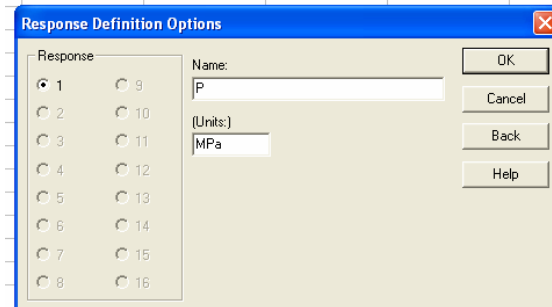 Response Definition Options
Response
1
9
2
10
3
11
4
12
5
13
6
14
7
15
8
16
Name:
P
(Units:)
MPa
OK
Cancel
Back
Help